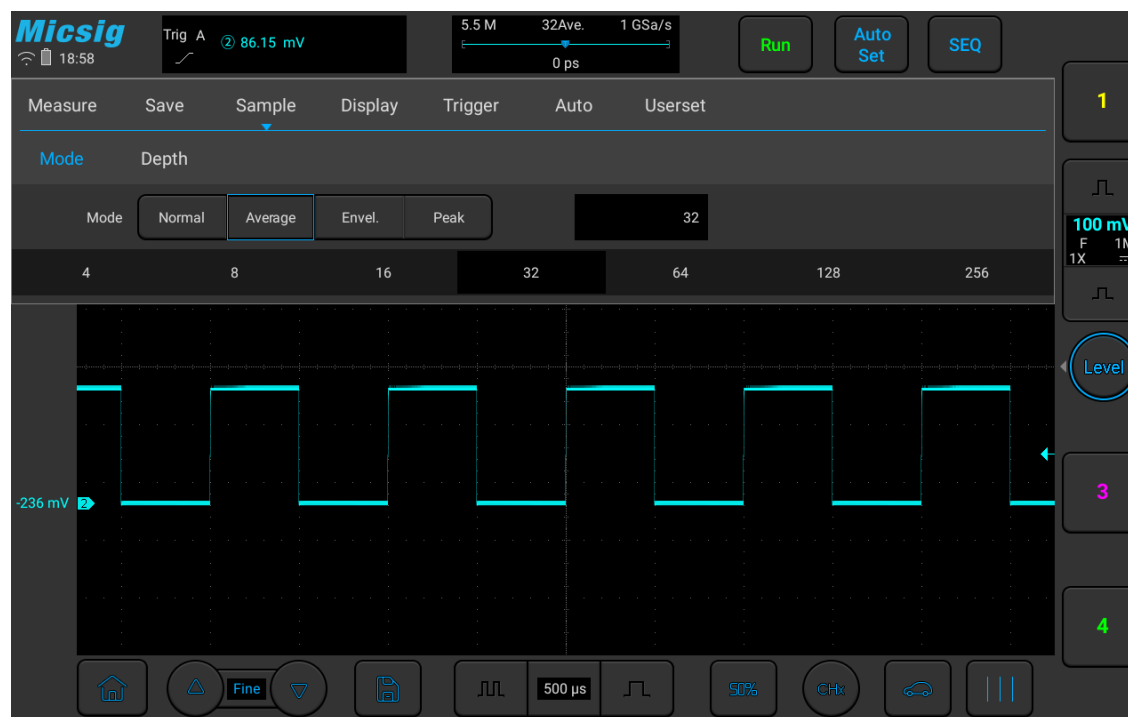 Micsig
18:58
Trig A ② 86.15 mV
5.5 M 32Ave. 1 GSa/s
0 ps
Run
Auto
Set
SEQ
Measure Save Sample Display Trigger Auto Userset
Mode Depth
Mode Normal Average Envel. Peak 32
4 8 16 32 64 128 256
1
100 mV
F 1M
1X
Level
-236 mV 2
3
4
Fine
500 µs
50%
CHx